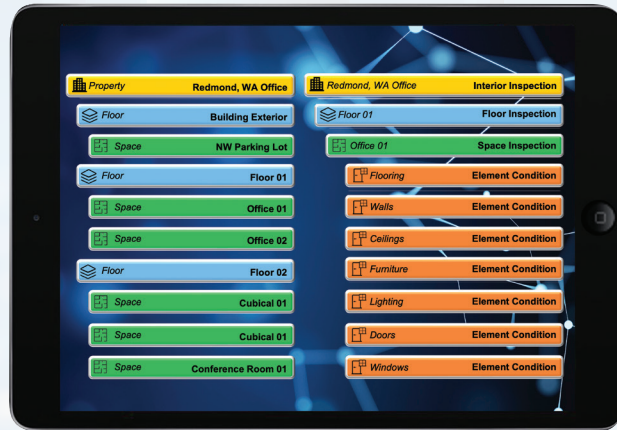 Property Redmond, WA Office
Floor Building Exterior
Space NW Parking Lot
Floor Floor 01
Space Office 01
Space Office 02
Floor Floor 02
Space Cubical 01
Space Cubical 01
Space Conference Room 01
Redmond, WA Office Interior Inspection
Floor 01 Floor Inspection
Office 01 Space Inspection
Flooring Element Condition
Walls Element Condition
Ceilings Element Condition
Furniture Element Condition
Lighting Element Condition
Doors Element Condition
Windows Element Condition